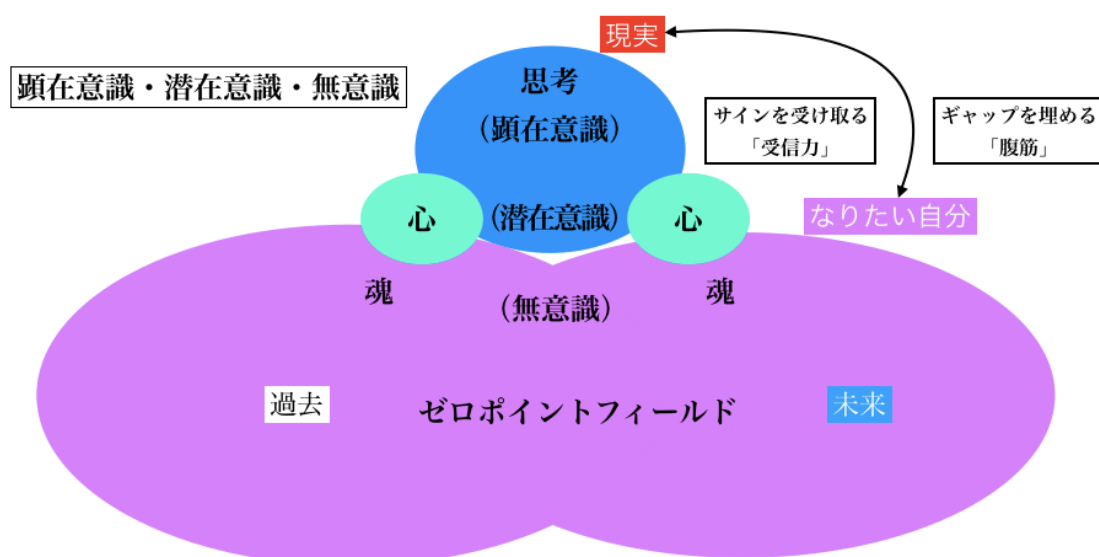 現実
顕在意識・潜在意識・無意識
思考
（顕在意識）
サインを受け取る
「受信力」
ギャップを埋める
「腹筋」
心
（潜在意識）
心
なりたい自分
魂
（無意識）
魂
過去
ゼロポイントフィールド
未来